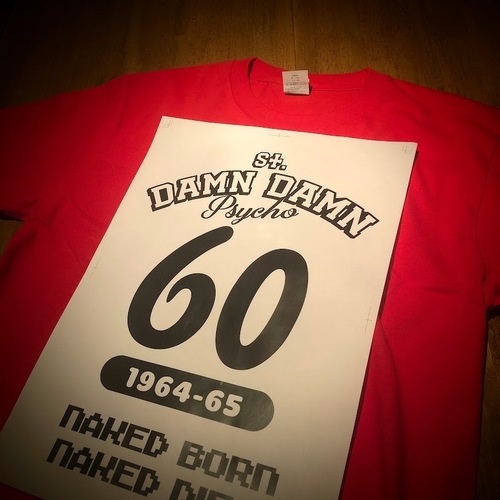 St.
DAMN DAMN
Psycho
60
1964-65
NAKED BORN
NAKED